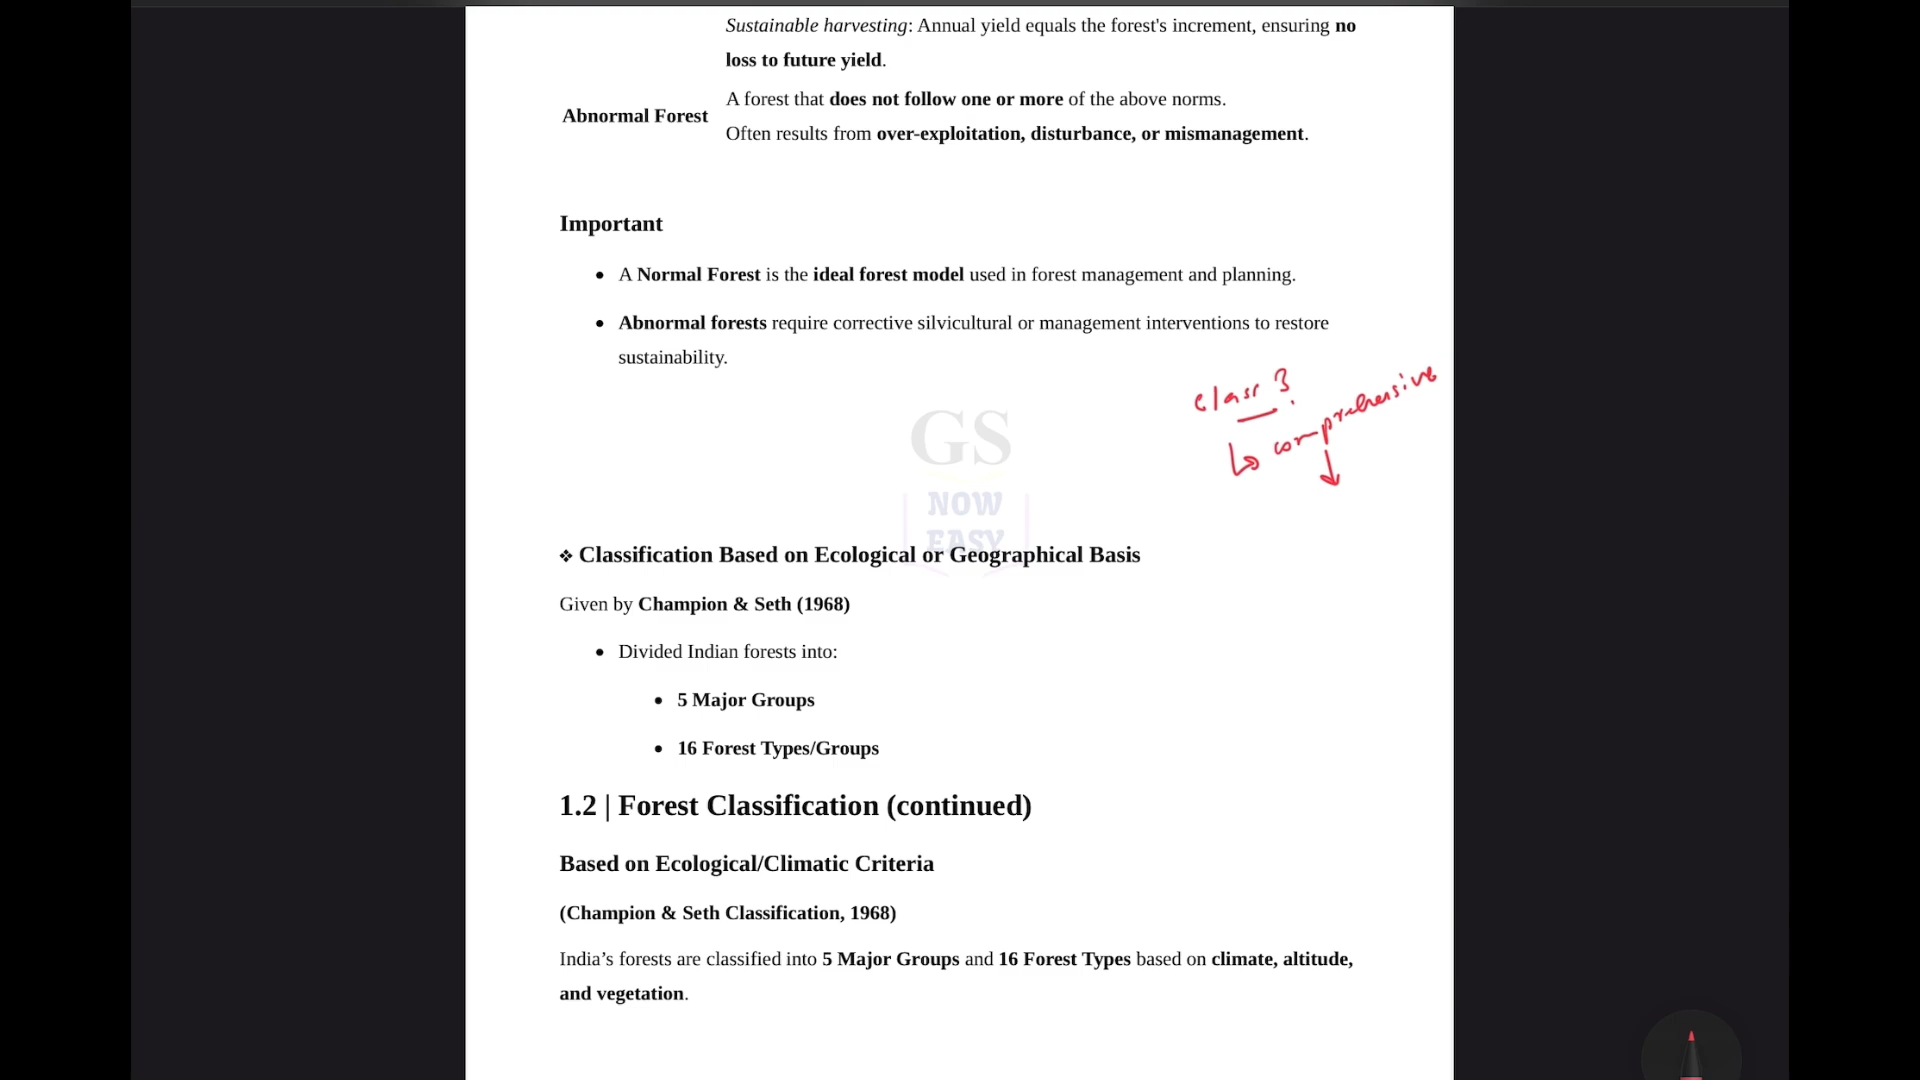 Sustainable harvesting: Annual yield equals the forest's increment, ensuring no
loss to future yield.
Abnormal Forest
A forest that does not follow one or more of the above norms.
Often results from over-exploitation, disturbance, or mismanagement.
Important
• A Normal Forest is the ideal forest model used in forest management and planning.
• Abnormal forests require corrective silvicultural or management interventions to restore
sustainability.
class 3
comprehensive
GS
NOW
EASY
❖ Classification Based on Ecological or Geographical Basis
Given by Champion & Seth (1968)
• Divided Indian forests into:
• 5 Major Groups
• 16 Forest Types/Groups
1.2 | Forest Classification (continued)
Based on Ecological/Climatic Criteria
(Champion & Seth Classification, 1968)
India’s forests are classified into 5 Major Groups and 16 Forest Types based on climate, altitude,
and vegetation.